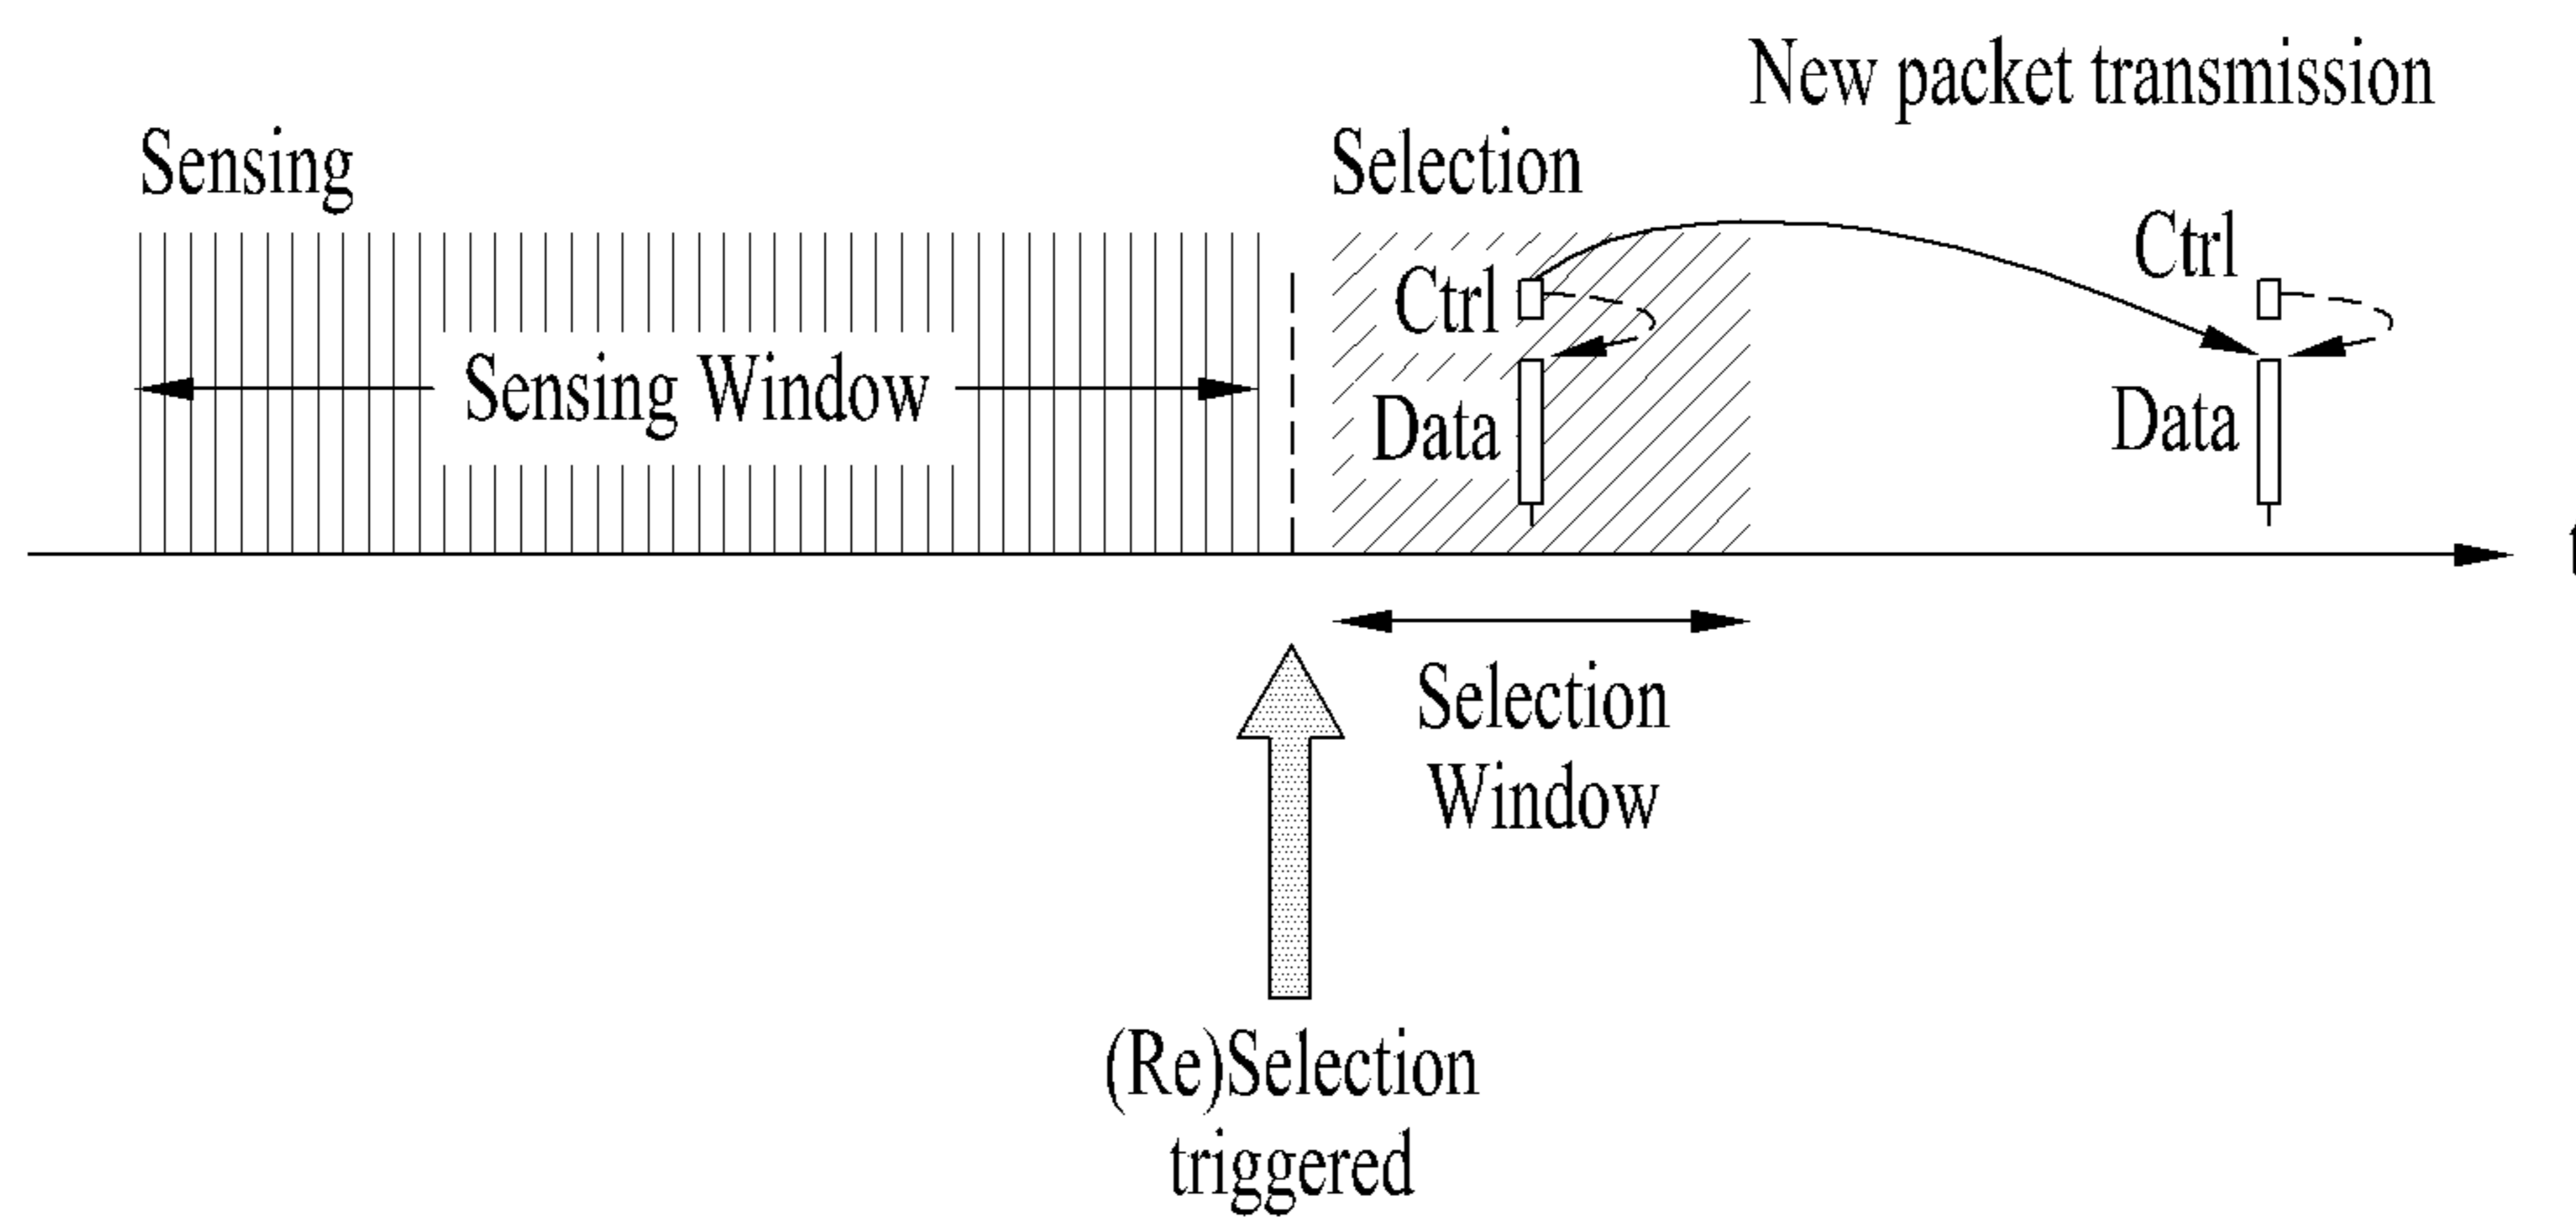 New packet transmission
Sensing
Selection
Ctrl
Ctrl
Sensing Window
Data
Data
t
Selection
Window
(Re)Selection
triggered